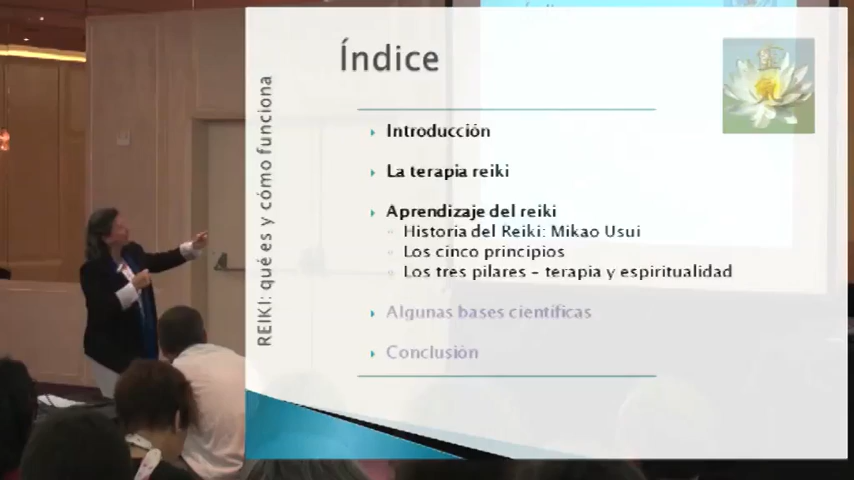 Índice
REIKI: qué es y cómo funciona
Introducción
La terapia reiki
Aprendizaje del reiki
Historia del Reiki: Mikao Usui
Los cinco principios
Los tres pilares – terapia y espiritualidad
Algunas bases científicas
Conclusión